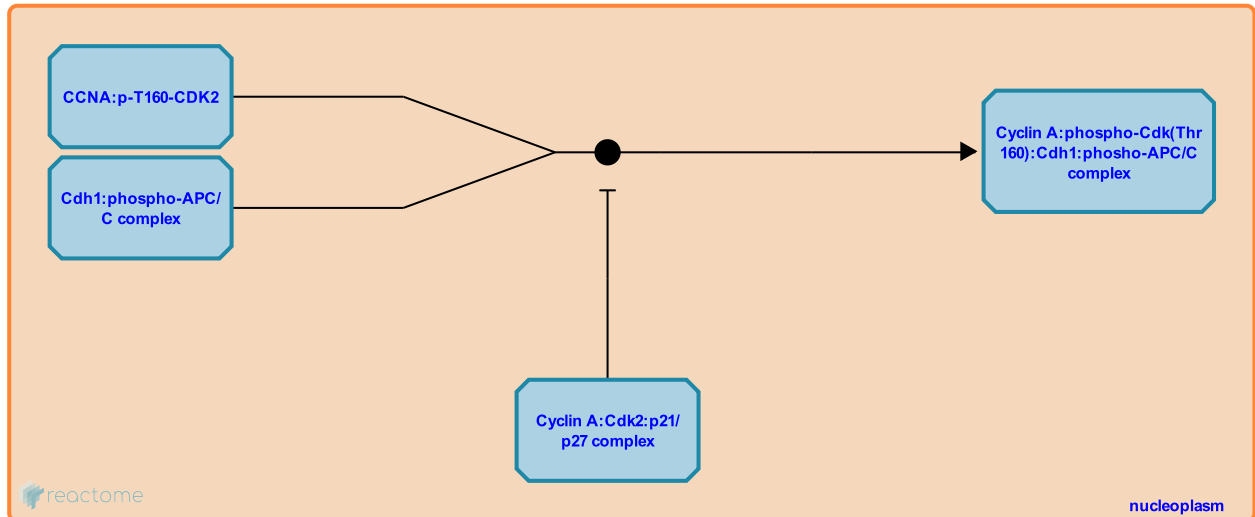 CCNA:p-T160-CDK2
Cdh1:phospho-APC/
C complex
Cyclin A:phospho-Cdk(Thr
160):Cdh1:phosho-APC/C
complex
Cyclin A:Cdk2:p21/
p27 complex
reactome
nucleoplasm